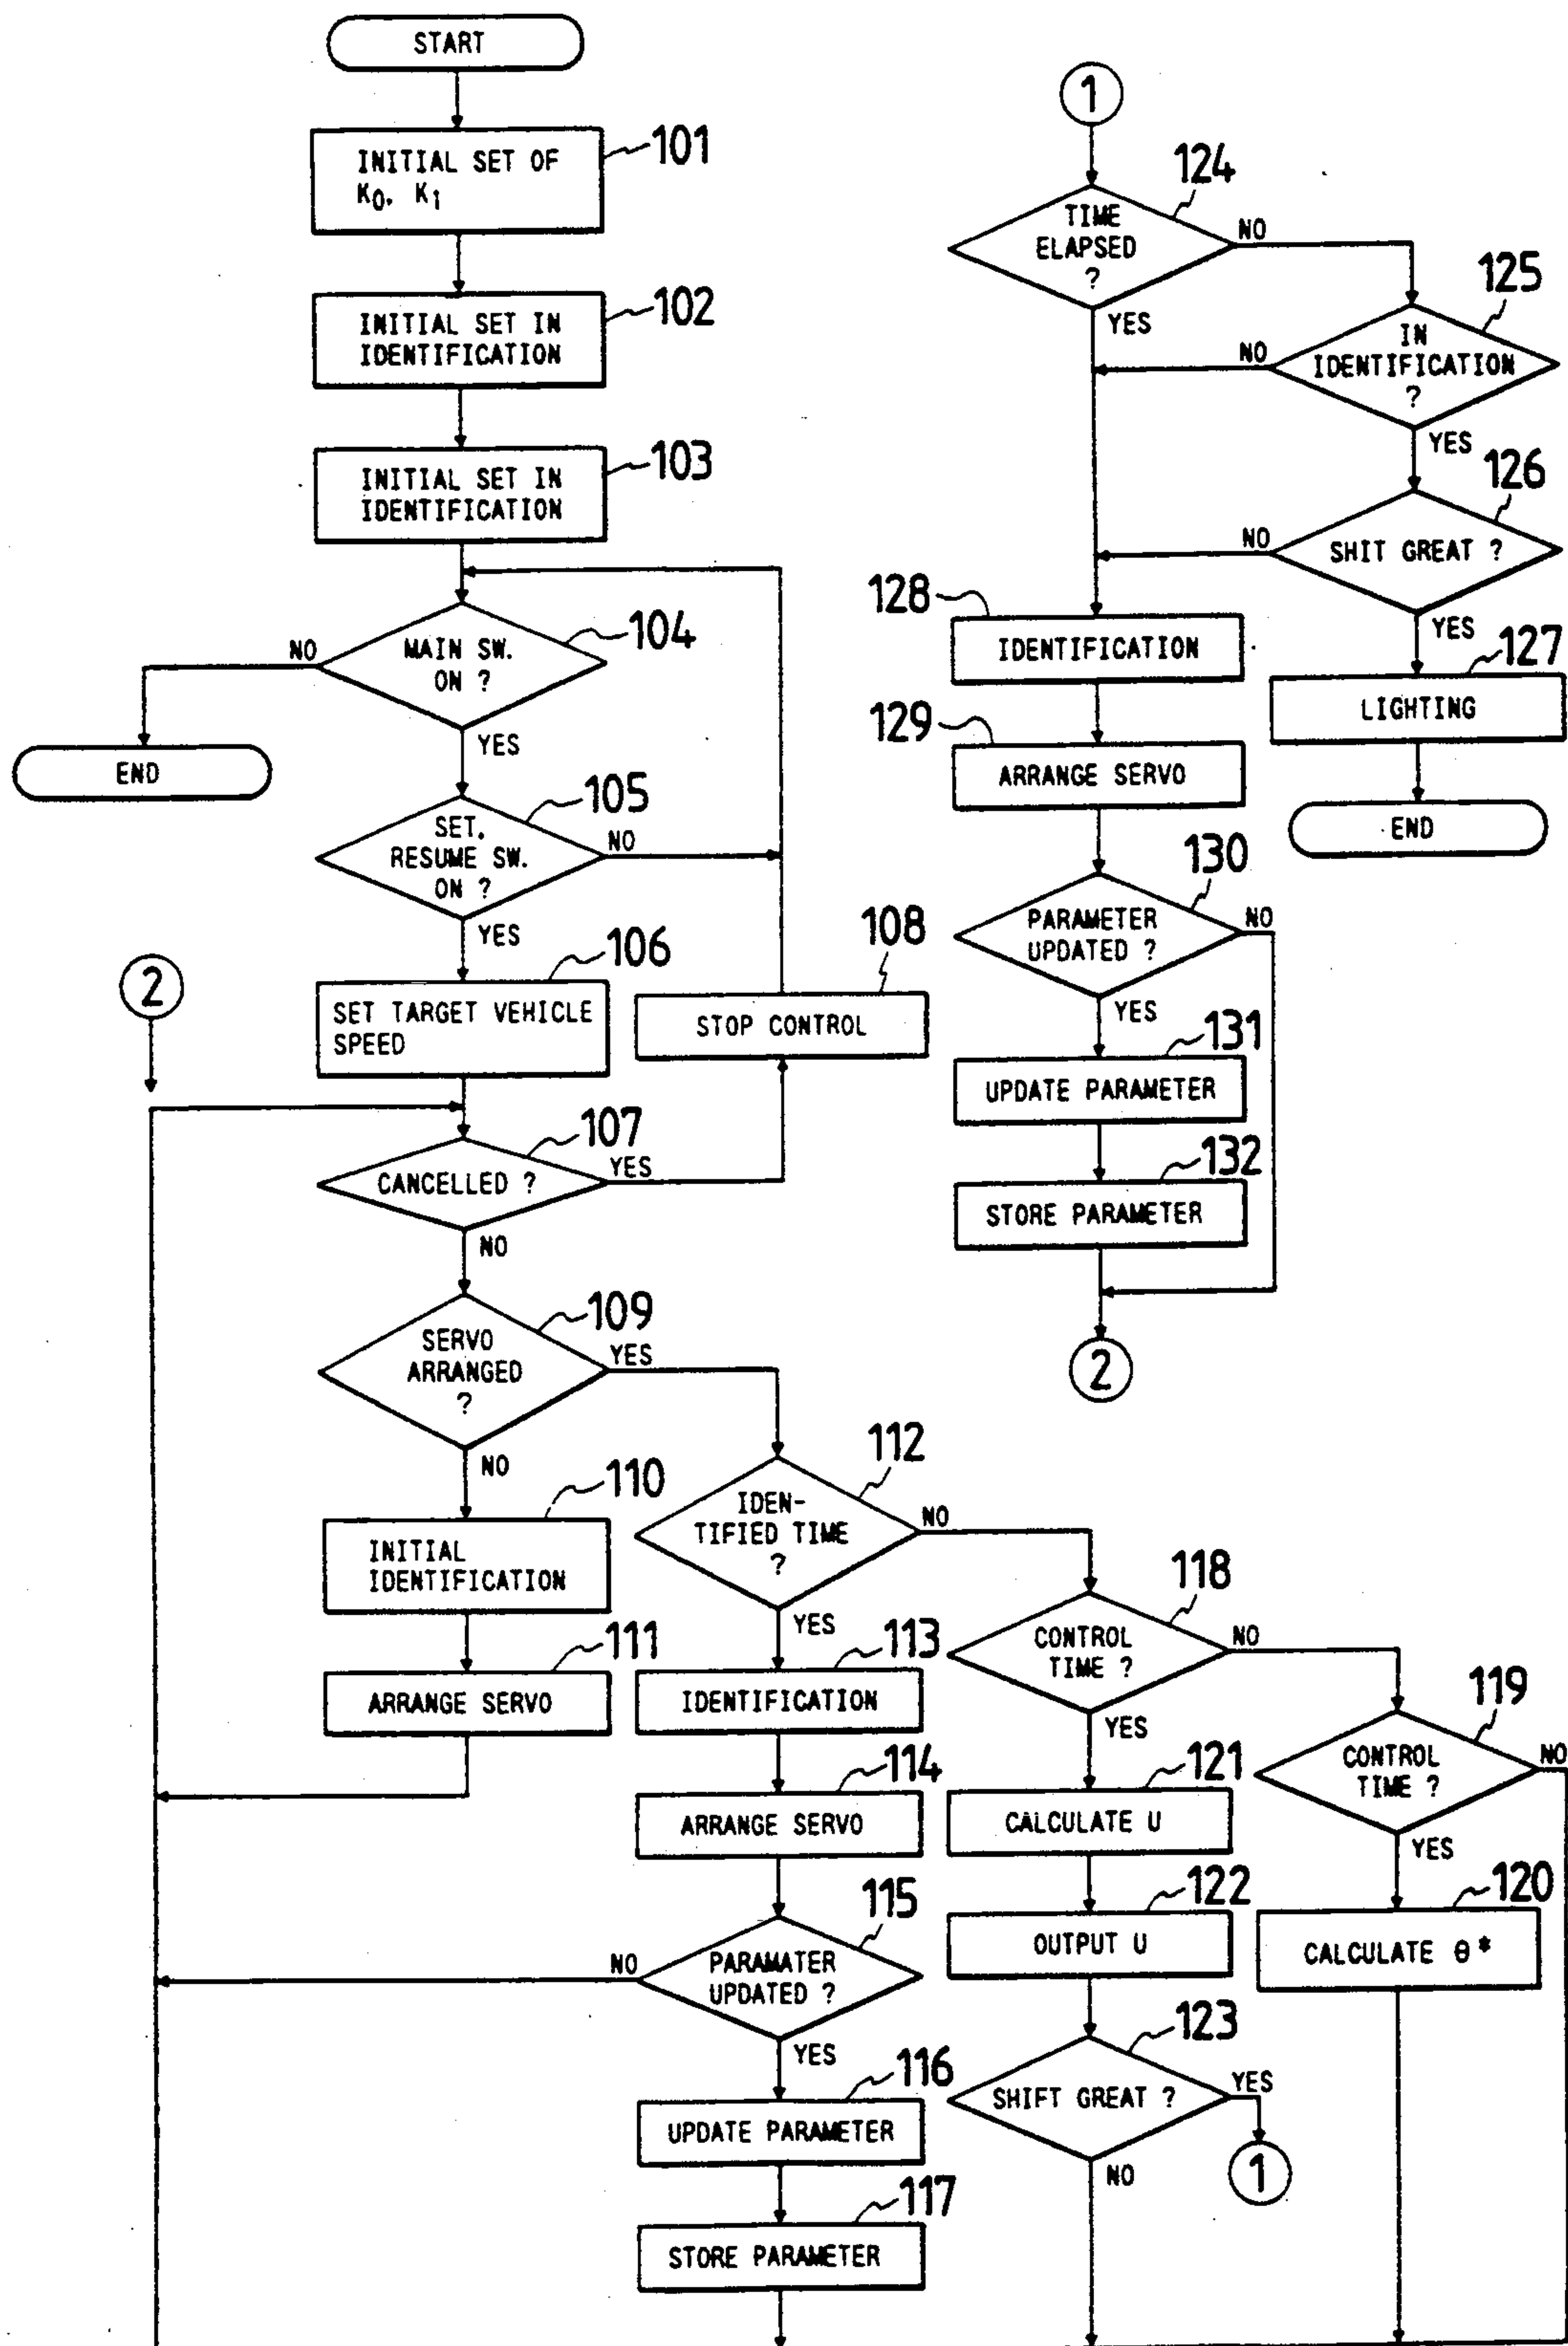 START
INITIAL SET OF
K0, K1
101
INITIAL SET IN
IDENTIFICATION
102
INITIAL SET IN
IDENTIFICATION
103
MAIN SW.
ON ?
104
NO
YES
END
SET.
RESUME SW.
ON ?
105
NO
YES
SET TARGET VEHICLE
SPEED
106
STOP CONTROL
108
2
CANCELLED ?
107
YES
NO
SERVO
ARRANGED
?
109
YES
NO
INITIAL
IDENTIFICATION
110
ARRANGE SERVO
111
IDEN-
TIFIED TIME
?
112
NO
YES
IDENTIFICATION
113
ARRANGE SERVO
114
PARAMATER
UPDATED ?
115
NO
YES
UPDATE PARAMETER
116
STORE PARAMETER
117
CONTROL
TIME ?
118
NO
YES
CONTROL
TIME ?
119
NO
YES
CALCULATE θ*
120
CALCULATE U
121
OUTPUT U
122
SHIFT GREAT ?
123
YES
NO
1
1
TIME
ELAPSED
?
124
NO
YES
IN
IDENTIFICATION
?
125
NO
YES
SHIT GREAT ?
126
NO
YES
LIGHTING
127
END
IDENTIFICATION
128
ARRANGE SERVO
129
PARAMETER
UPDATED ?
130
NO
YES
UPDATE PARAMETER
131
STORE PARAMETER
132
2